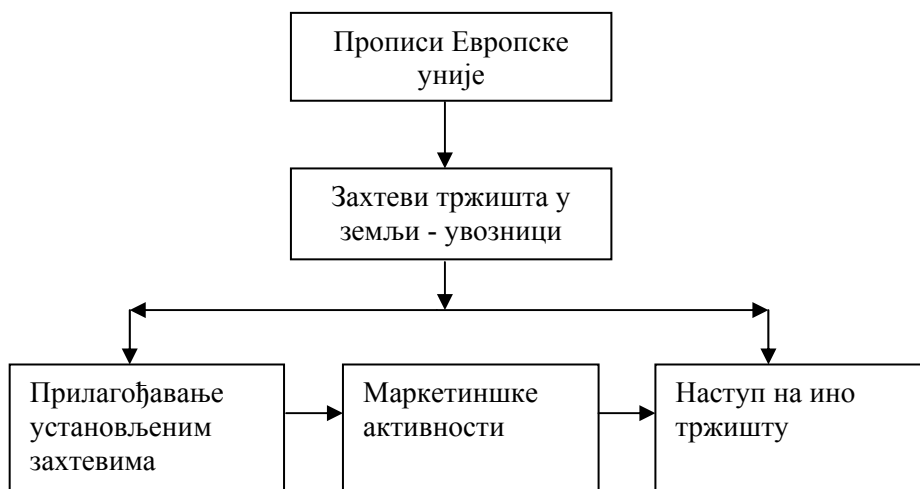 Прописи Европске
уније
Захтеви тржишта у
земљи - увозници
Прилагођавање
установљеним
захтевима
Маркетиншке
активности
Наступ на ино
тржишту